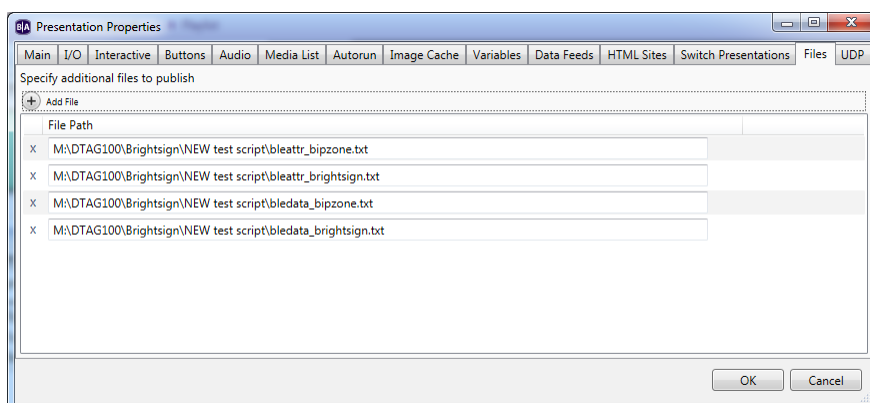 B|A Presentation Properties
Main I/O Interactive Buttons Audio Media List Autorun Image Cache Variables Data Feeds HTML Sites Switch Presentations Files UDP
Specify additional files to publish
+ Add File
File Path
x M:\DTAG100\Brightsign\NEW test script\bleattr_bipzone.txt
x M:\DTAG100\Brightsign\NEW test script\bleattr_brightsign.txt
x M:\DTAG100\Brightsign\NEW test script\bledata_bipzone.txt
x M:\DTAG100\Brightsign\NEW test script\bledata_brightsign.txt
OK Cancel